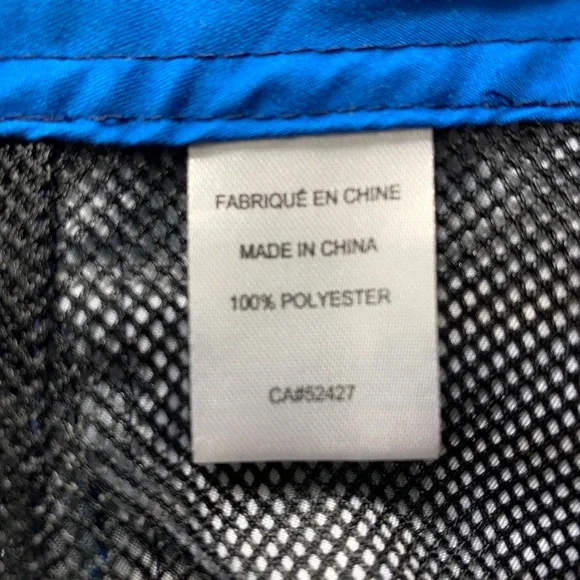 FABRIQUÉ EN CHINE
MADE IN CHINA
100% POLYESTER
CA#52427